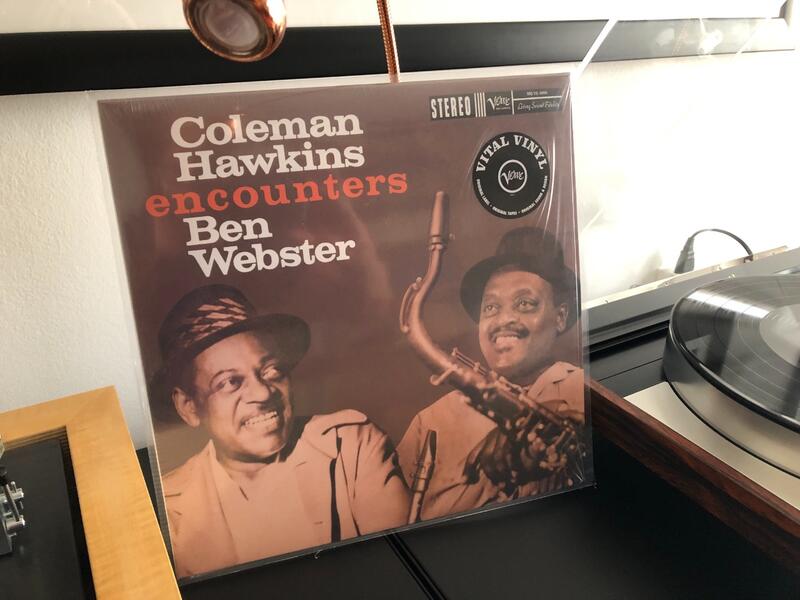 Coleman
Hawkins
encounters
Ben
Webster
STEREO
Verve
Living Sound Fidelity
VITAL VINYL
Verve